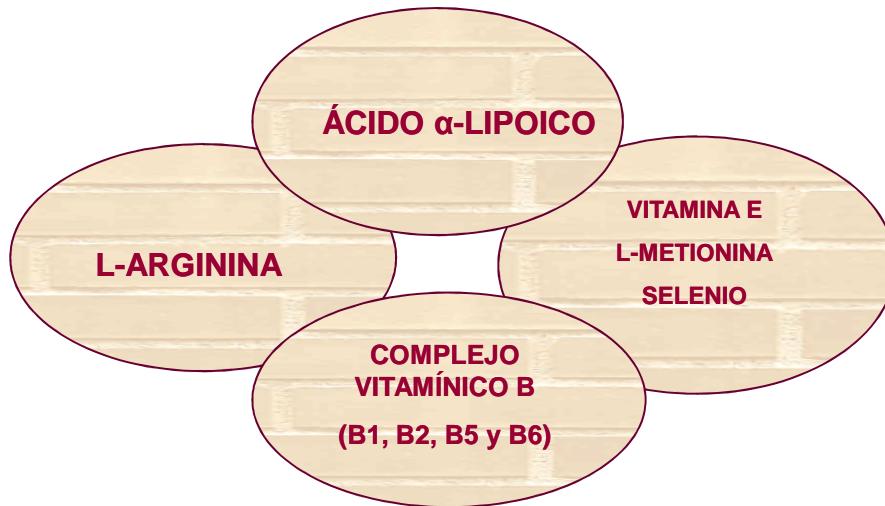 ÁCIDO α-LIPOICO
L-ARGININA
VITAMINA E
L-METIONINA
SELENIO
COMPLEJO
VITAMÍNICO B
(B1, B2, B5 y B6)